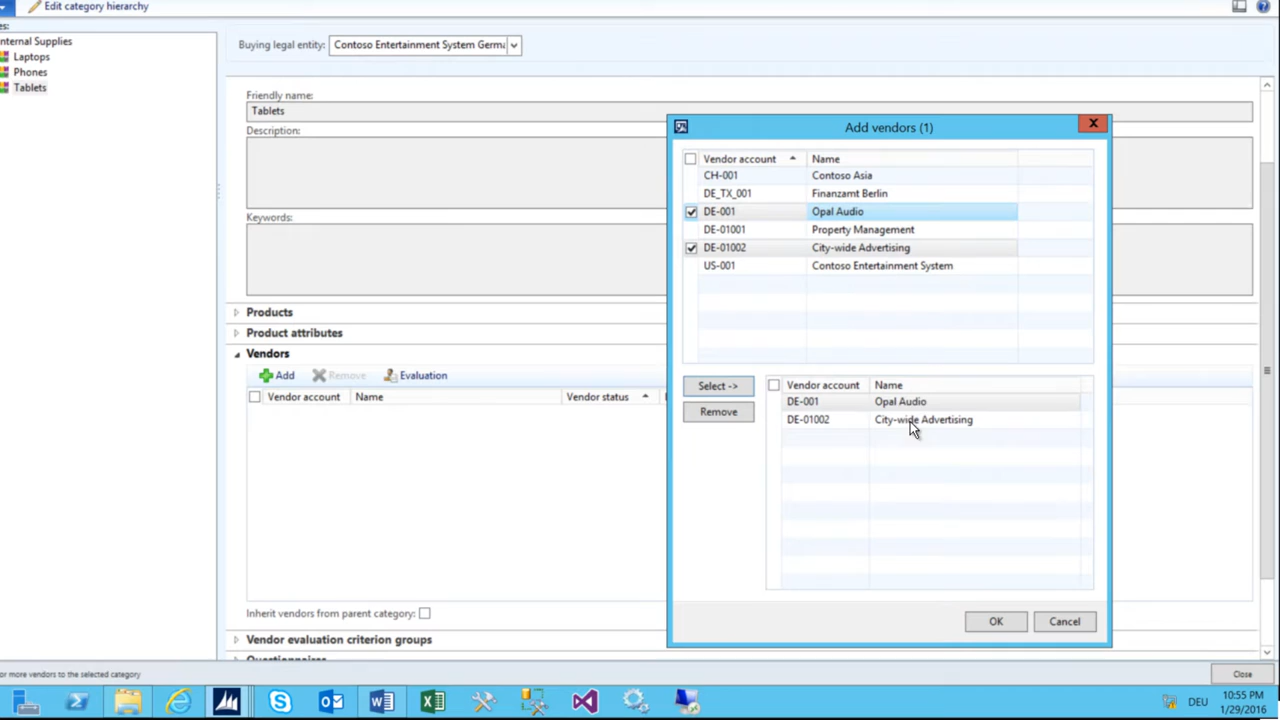 Edit category hierarchy
es:
nternal Supplies
Laptops
Phones
Tablets
Buying legal entity: Contoso Entertainment System Germa
Friendly name:
Tablets
Description:
Keywords:
Products
Product attributes
Vendors
Add Remove Evaluation
Vendor account Name Vendor status
Inherit vendors from parent category:
Vendor evaluation criterion groups
Questionnaires
Add vendors (1)
Vendor account Name
CH-001 Contoso Asia
DE_TX_001 Finanzamt Berlin
DE-001 Opal Audio
DE-01001 Property Management
DE-01002 City-wide Advertising
US-001 Contoso Entertainment System
Select ->
Remove
Vendor account Name
DE-001 Opal Audio
DE-01002 City-wide Advertising
OK Cancel
or more vendors to the selected category
Close
DEU
10:55 PM
1/29/2016